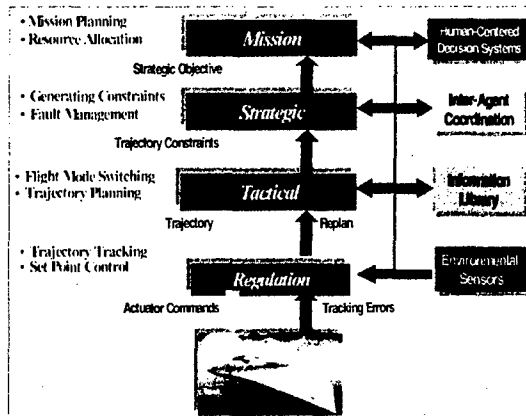 • Mission Planning
• Resource Allocation
Mission
Human-Centered
Decision Systems
Strategic Objective
• Generating Constraints
• Fault Management
Strategic
Inter-Agent
Coordination
Trajectory Constraints
• Flight Mode Switching
• Trajectory Planning
Tactical
Information
Library
Trajectory
Replan
• Trajectory Tracking
• Set Point Control
Regulation
Environmental
Sensors
Actuator Commands
Tracking Errors